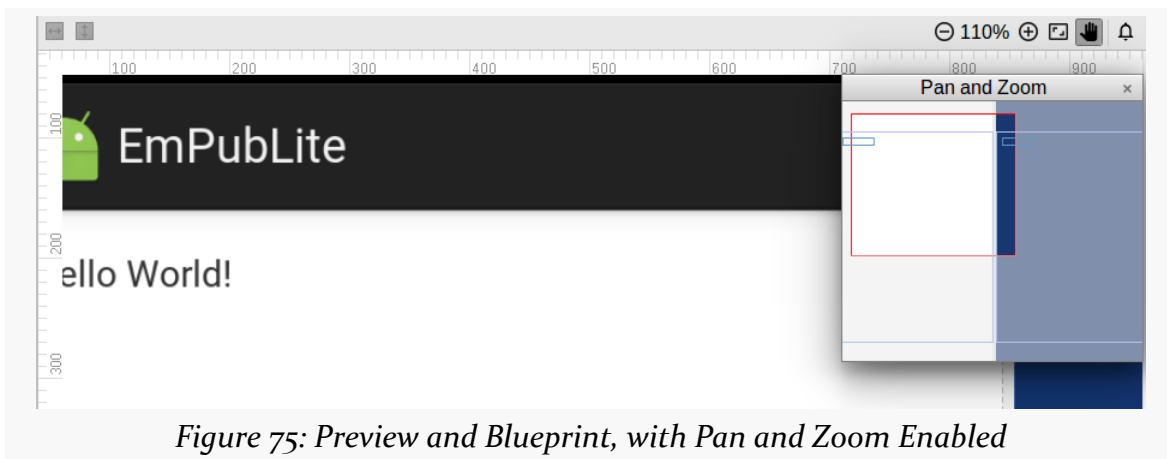 110%
100 200 300 400 500 600 700 800 900
Pan and Zoom ×
100
EmPubLite
200
ello World!
300
Figure 75: Preview and Blueprint, with Pan and Zoom Enabled